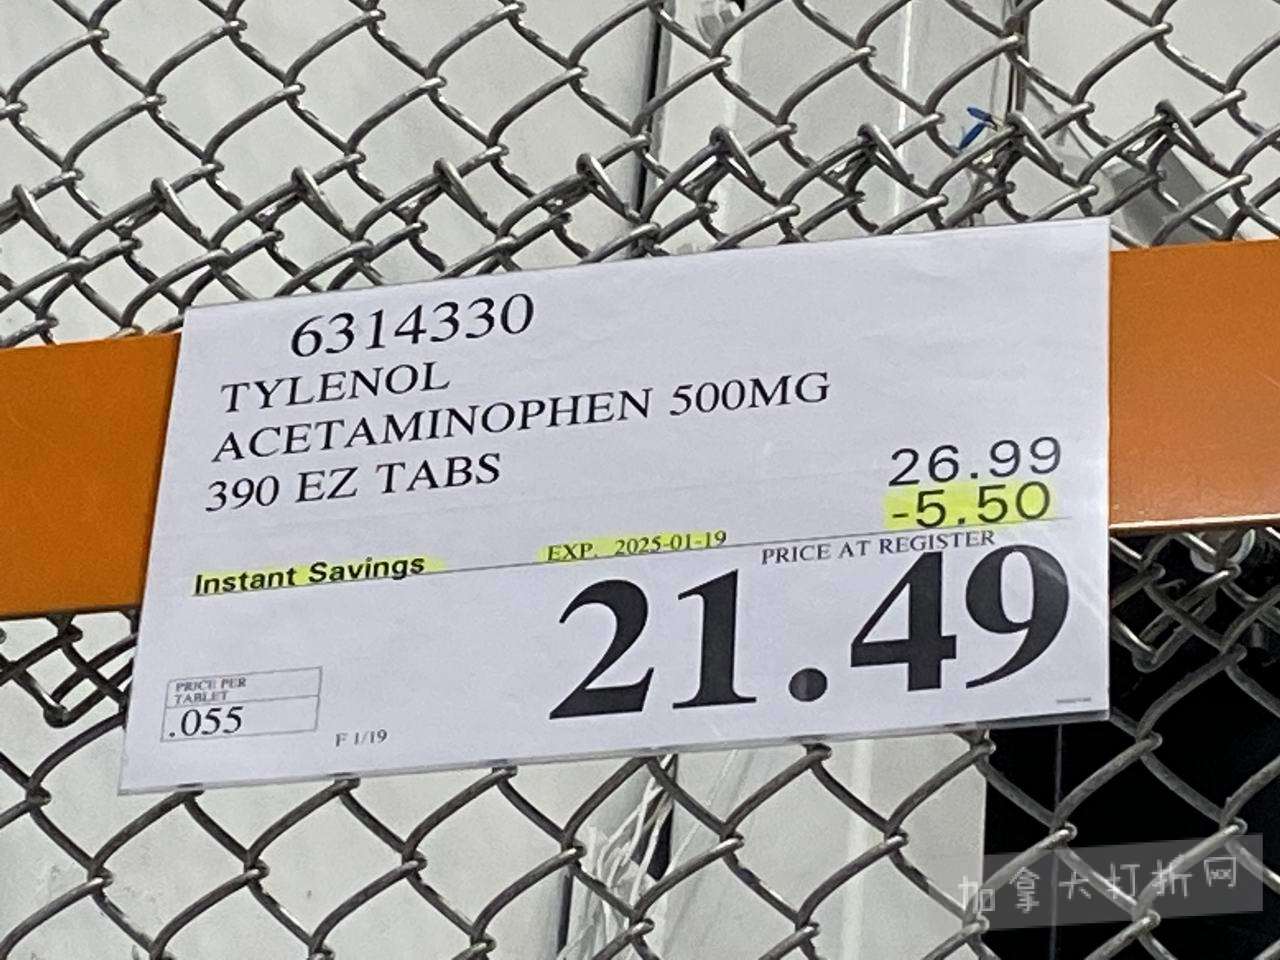 6314330
TYLENOL
ACETAMINOPHEN 500MG
390 EZ TABS
26.99
-5.50
Instant Savings
EXP. 2025-01-19
PRICE AT REGISTER
21.49
PRICE PER
TABLET
.055
F 1/19
加拿大打折网